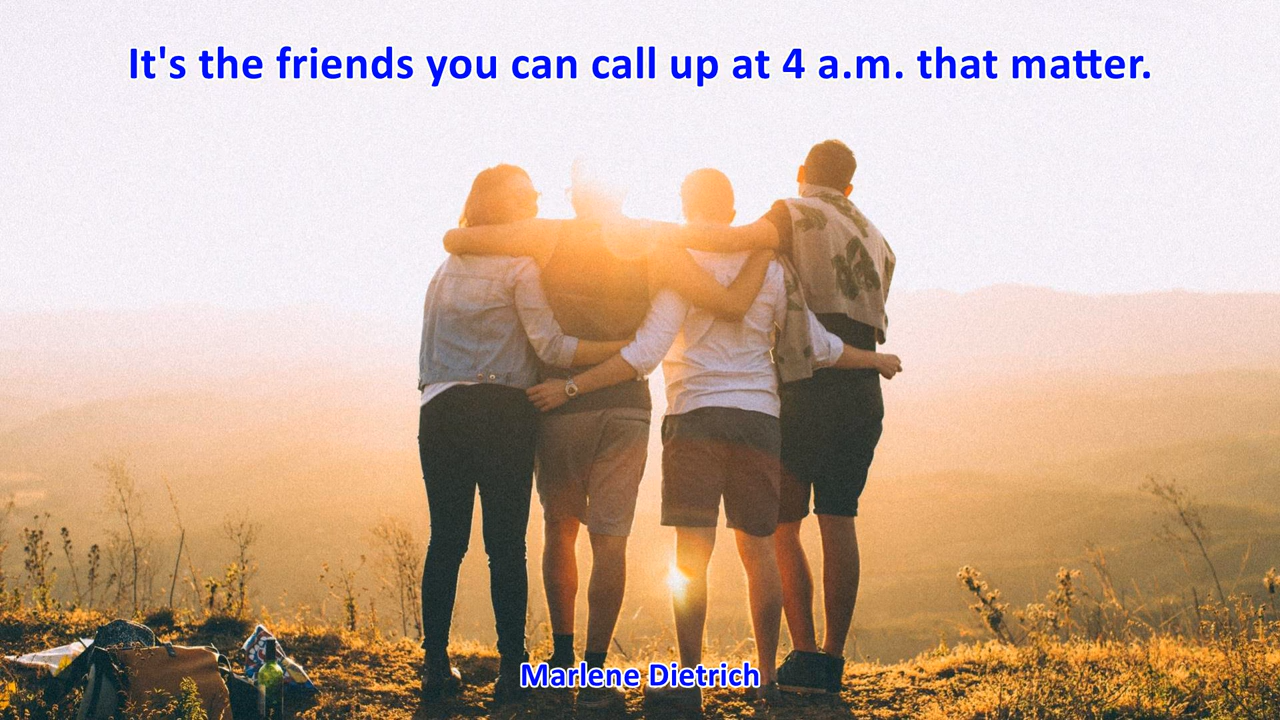 It's the friends you can call up at 4 a.m. that matter.
Marlene Dietrich